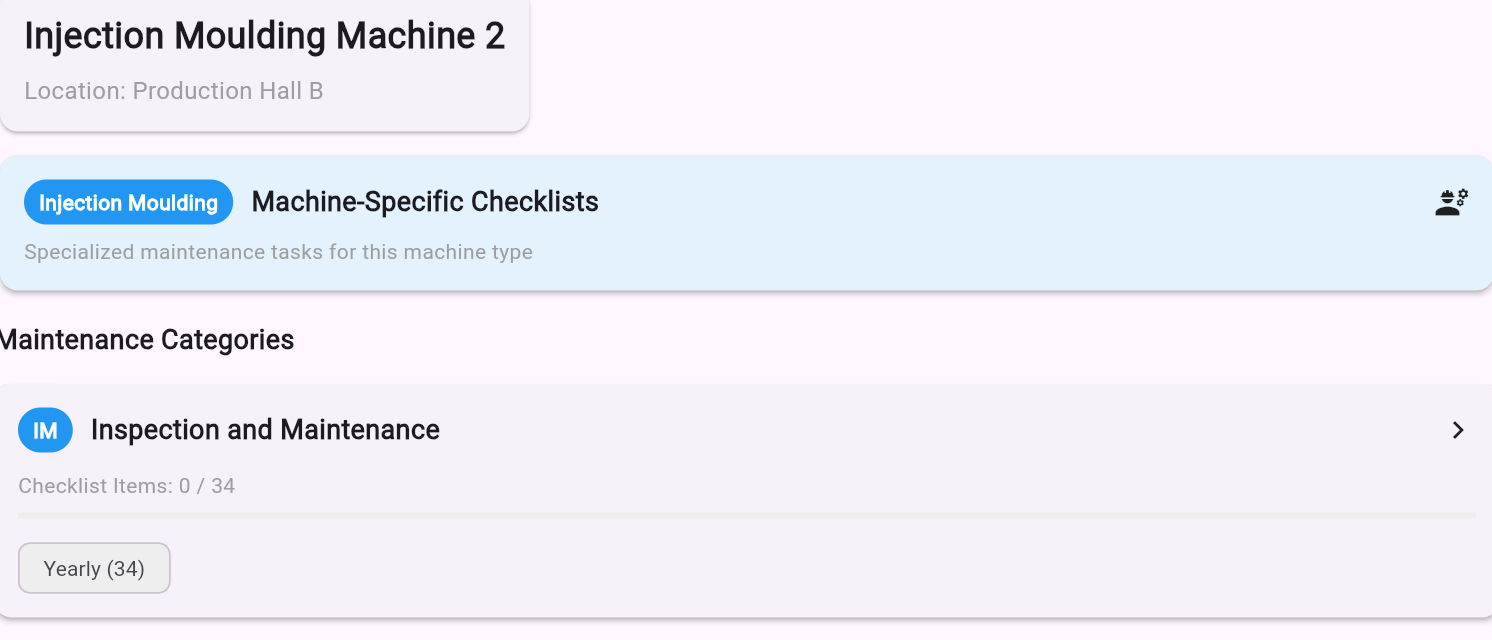 Injection Moulding Machine 2
Location: Production Hall B
Injection Moulding Machine-Specific Checklists
Specialized maintenance tasks for this machine type
Maintenance Categories
IM Inspection and Maintenance
Checklist Items: 0 / 34
Yearly (34)